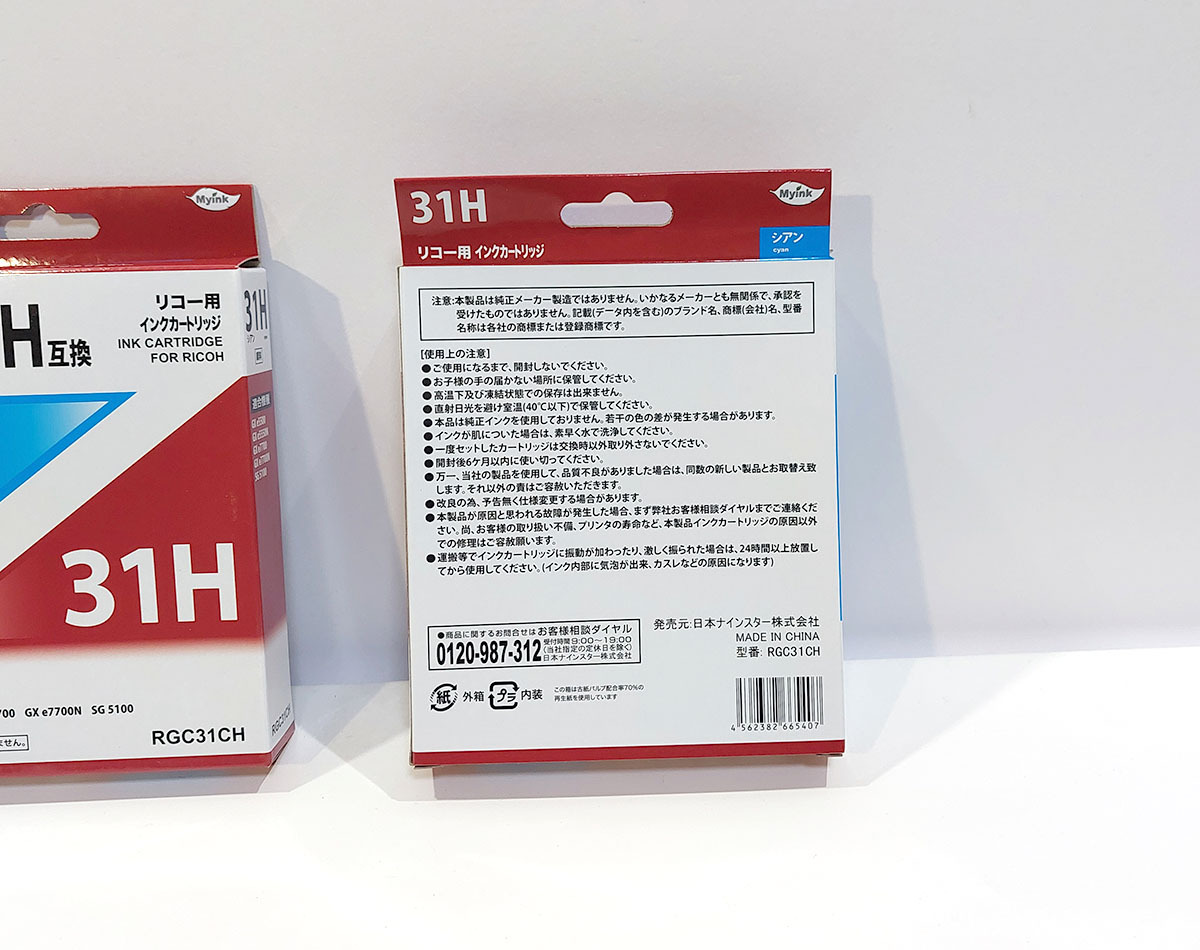 Myink
リコー用
インクカートリッジ
INK CARTRIDGE
FOR RICOH
H互換
31H
シアン
適合機種
GX e5500
GX e7700
SG 5100
31H
700 GX e7700N SG 5100
ません。
RGC31CH
RGC31CH
31H
Myink
シアン
cyan
リコー用 インクカートリッジ
注意:本製品は純正メーカー製造ではありません。いかなるメーカーとも無関係で、承認を
受けたものではありません。記載(データ内を含む)のブランド名、商標(会社)名、型番
名称は各社の商標または登録商標です。
[使用上の注意]
●ご使用になるまで、開封しないでください。
●お子様の手の届かない場所に保管してください。
●高温下及び凍結状態での保存は出来ません。
●直射日光を避け室温(40℃以下)で保管してください。
●本品は純正インクを使用しておりません。若干の色の差が発生する場合があります。
●インクが肌についた場合は、素早く水で洗浄してください。
●一度セットしたカートリッジは交換時以外取り外さないでください。
●開封後6ケ月以内に使い切ってください。
●万一、当社の製品を使用して、品質不良がありました場合は、同数の新しい製品とお取替え致
します。それ以外の責はご容赦いただきます。
●改良の為、予告無く仕様変更する場合があります。
●本製品が原因と思われる故障が発生した場合、まず弊社お客様相談ダイヤルまでご連絡くだ
さい。尚、お客様の取り扱い不備、プリンタの寿命など、本製品インクカートリッジの原因以外
での修理はご容赦願います。
●運搬等でインクカートリッジに振動が加わったり、激しく振られた場合は、24時間以上放置し
てから使用してください。(インク内部に気泡が出来、カスレなどの原因になります)
●商品に関するお問合せは お客様相談ダイヤル
0120-987-312
受付時間9:00~19:00
(当社指定の定休日を除く)
日本ナインスター株式会社
発売元:日本ナインスター株式会社
MADE IN CHINA
型番: RGC31CH
紙 外箱 プラ 内装
この箱は古紙パルプ配合率70%の
再生紙を使用しています
4 562382 665407